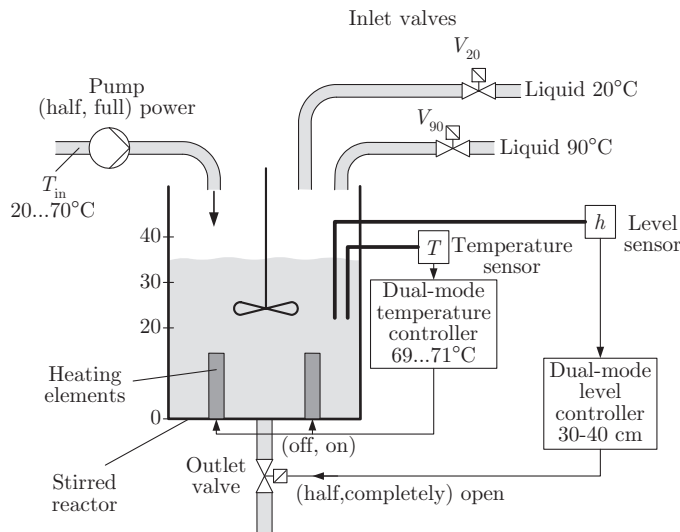 Inlet valves
V20
Pump
(half, full) power
Liquid 20°C
V90
Liquid 90°C
Tin
20...70°C
40
30
20
0
h
Level
sensor
T
Temperature
sensor
Dual-mode
temperature
controller
69...71°C
Dual-mode
level
controller
30-40 cm
Heating
elements
(off, on)
Stirred
reactor
Outlet
valve
(half,completely) open